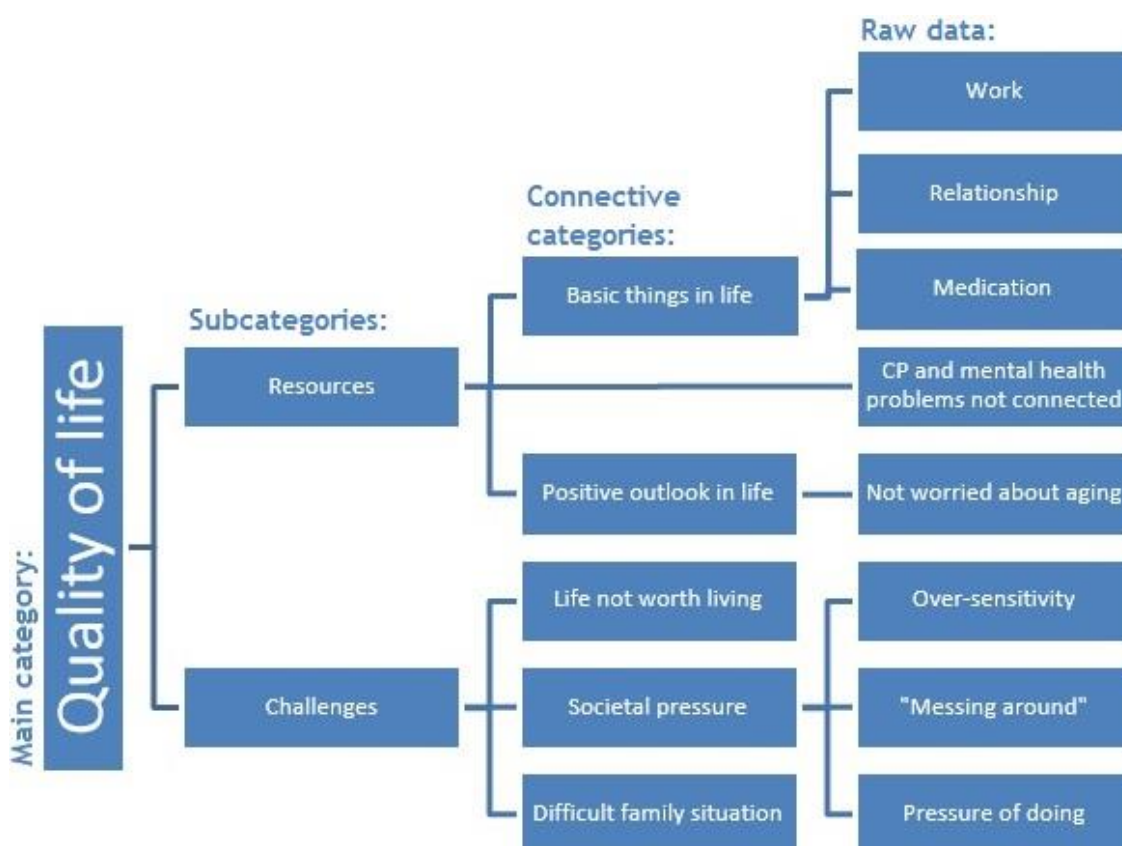 Main category:
Quality of life
Subcategories:
Resources
Challenges
Connective
categories:
Basic things in life
Positive outlook in life
Life not worth living
Societal pressure
Difficult family situation
Raw data:
Work
Relationship
Medication
CP and mental health
problems not connected
Not worried about aging
Over-sensitivity
"Messing around"
Pressure of doing